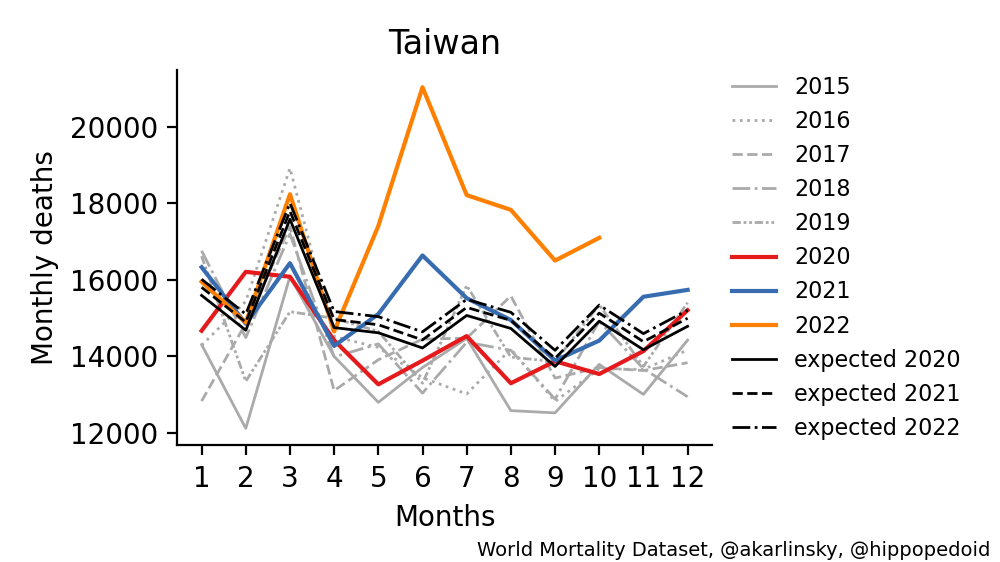 Taiwan
Monthly deaths
20000
18000
16000
14000
12000
1 2 3 4 5 6 7 8 9 10 11 12
Months
2015
2016
2017
2018
2019
2020
2021
2022
expected 2020
expected 2021
expected 2022
World Mortality Dataset, @akarlinsky, @hippopedoid